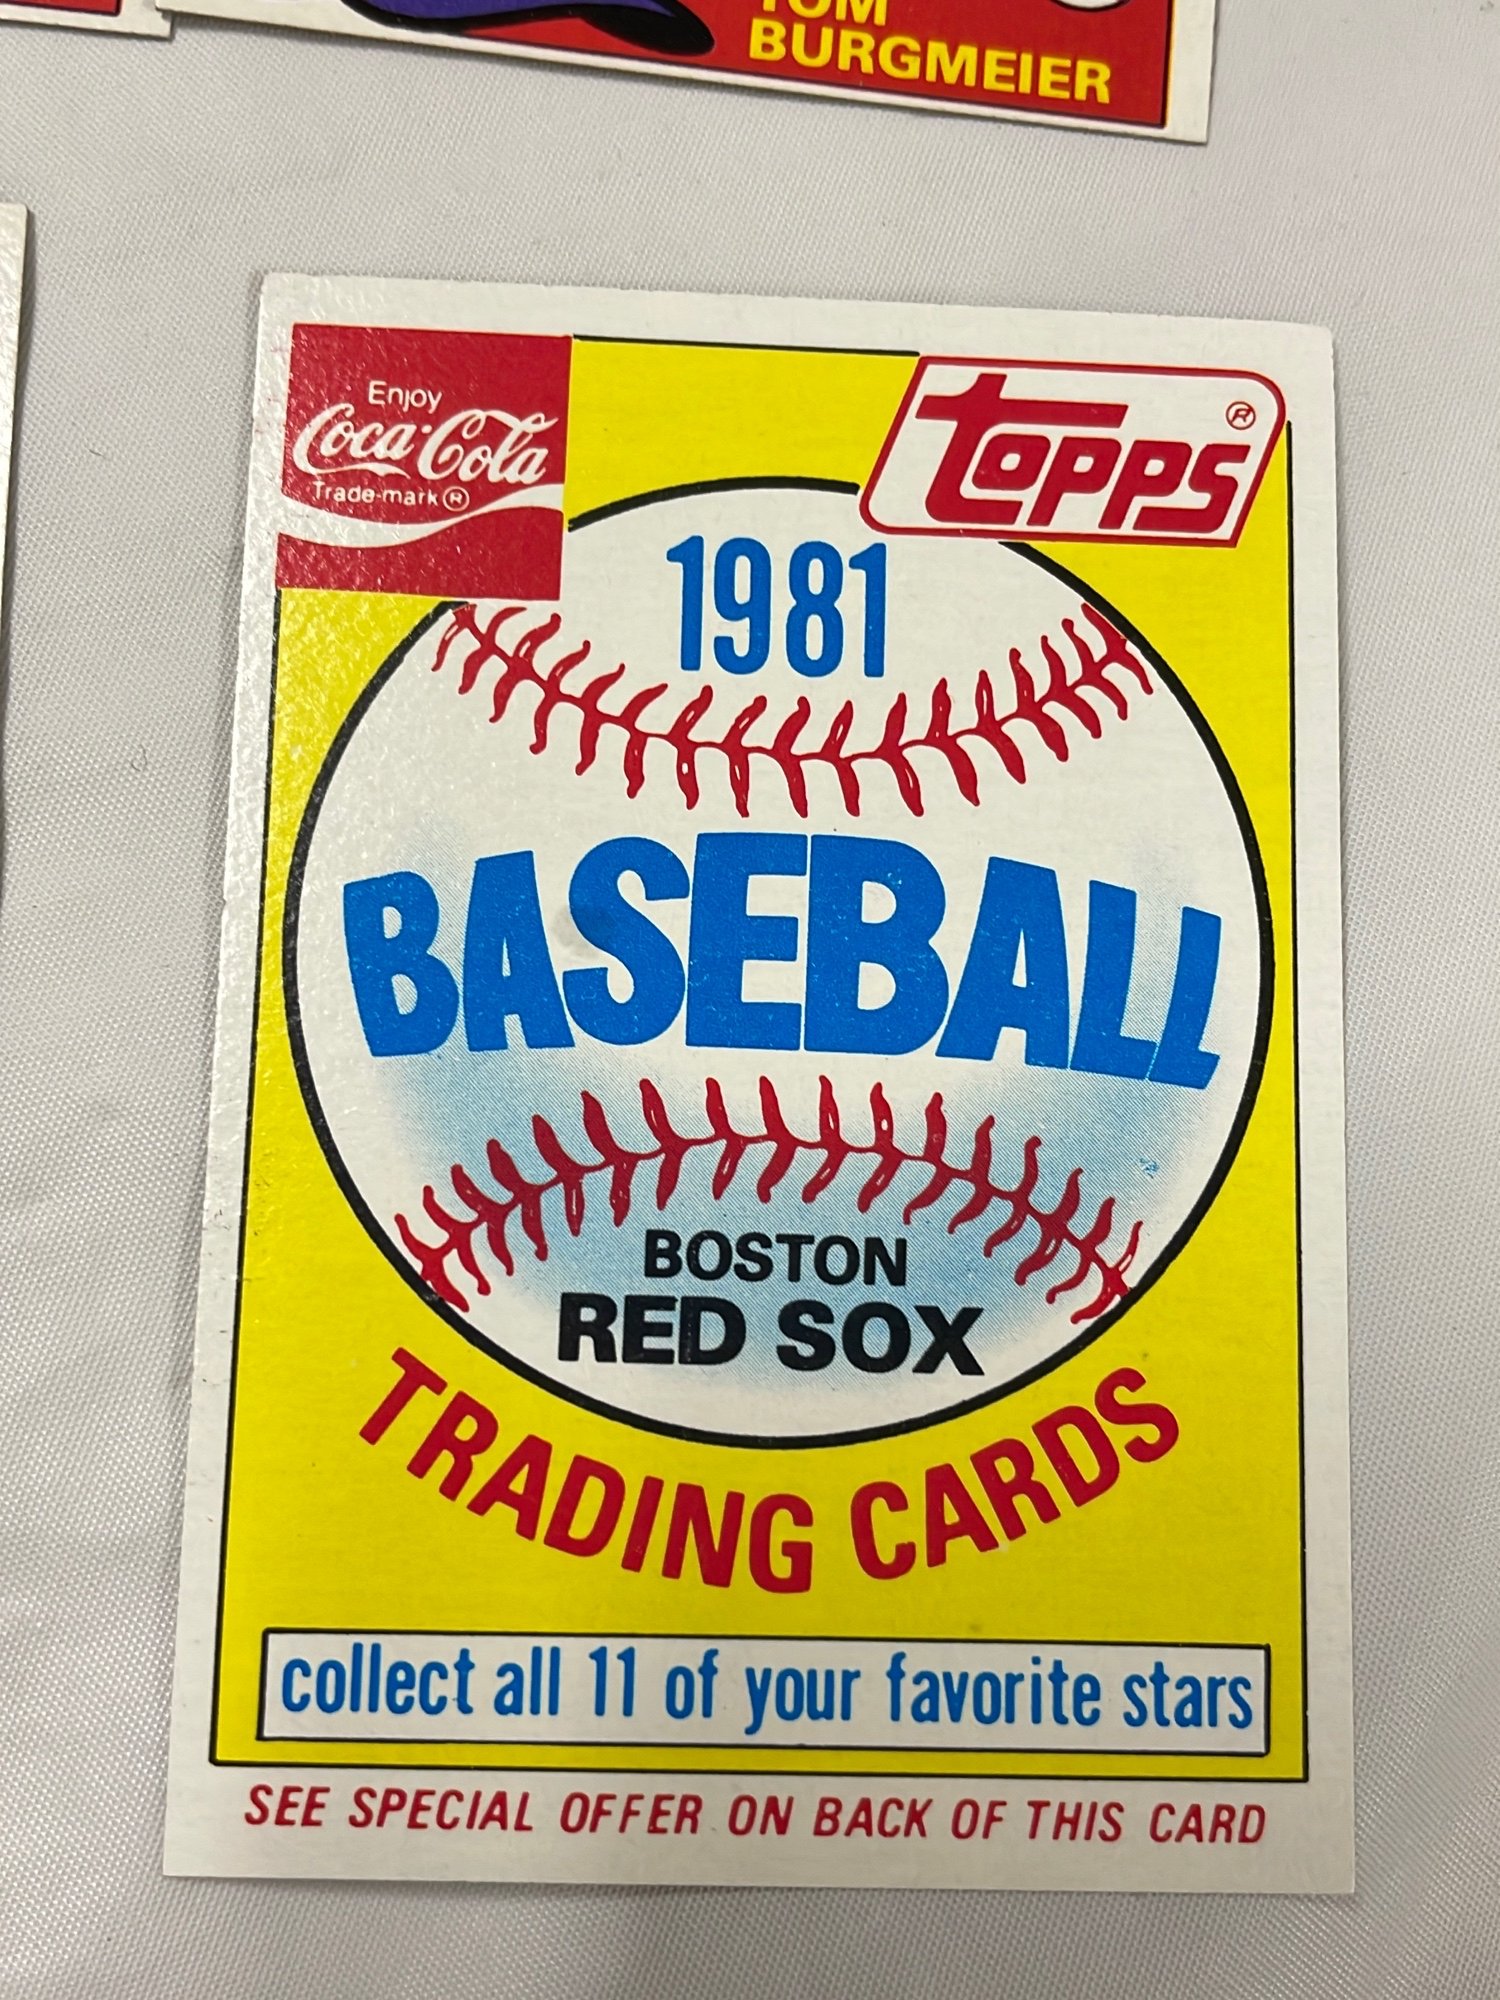 TOM
BURGMEIER
Enjoy
Coca-Cola
Trade-mark ®
TOPPS ®
1981
BASEBALL
BOSTON
RED SOX
TRADING CARDS
collect all 11 of your favorite stars
SEE SPECIAL OFFER ON BACK OF THIS CARD